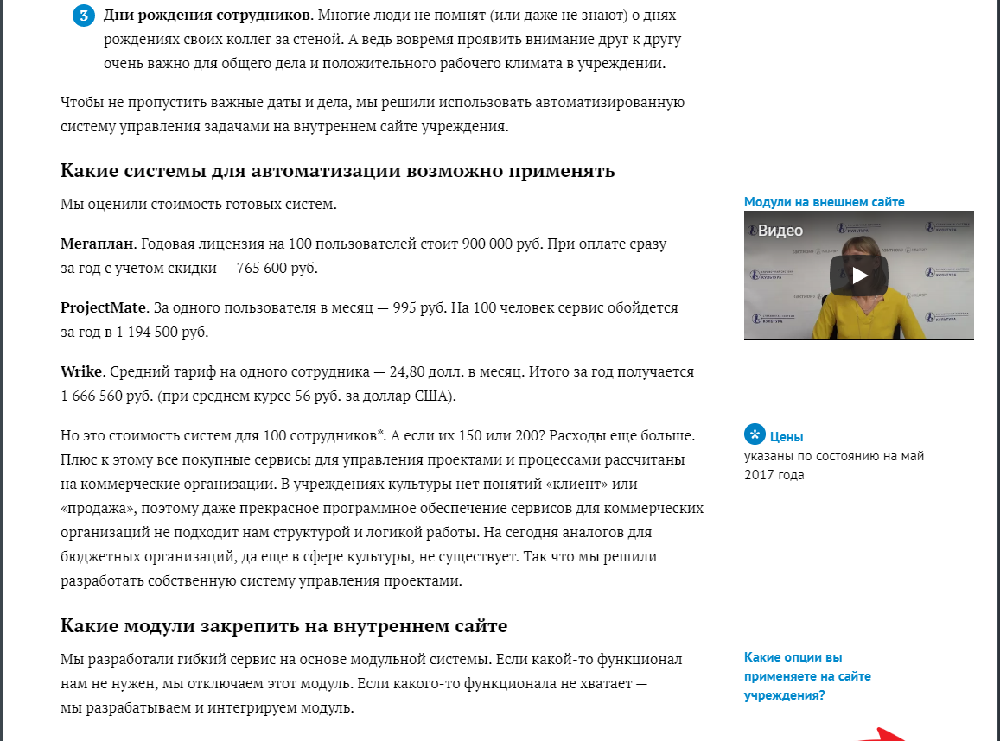 3 Дни рождения сотрудников. Многие люди не помнят (или даже не знают) о днях
рождениях своих коллег за стеной. А ведь вовремя проявить внимание друг к другу
очень важно для общего дела и положительного рабочего климата в учреждении.
Чтобы не пропустить важные даты и дела, мы решили использовать автоматизированную
систему управления задачами на внутреннем сайте учреждения.
Какие системы для автоматизации возможно применять
Мы оценили стоимость готовых систем.
Мегаплан. Годовая лицензия на 100 пользователей стоит 900 000 руб. При оплате сразу
за год с учетом скидки — 765 600 руб.
ProjectMate. За одного пользователя в месяц — 995 руб. На 100 человек сервис обойдется
за год в 1 194 500 руб.
Wrike. Средний тариф на одного сотрудника — 24,80 долл. в месяц. Итого за год получается
1 666 560 руб. (при среднем курсе 56 руб. за доллар США).
Но это стоимость систем для 100 сотрудников*. А если их 150 или 200? Расходы еще больше.
Плюс к этому все покупные сервисы для управления проектами и процессами рассчитаны
на коммерческие организации. В учреждениях культуры нет понятий «клиент» или
«продажа», поэтому даже прекрасное программное обеспечение сервисов для коммерческих
организаций не подходит нам структурой и логикой работы. На сегодня аналогов для
бюджетных организаций, да еще в сфере культуры, не существует. Так что мы решили
разработать собственную систему управления проектами.
Какие модули закрепить на внутреннем сайте
Мы разработали гибкий сервис на основе модульной системы. Если какой-то функционал
нам не нужен, мы отключаем этот модуль. Если какого-то функционала не хватает —
мы разрабатываем и интегрируем модуль.
Модули на внешнем сайте
Видео
КУЛЬТУРА
КУЛЬТУРА
КУЛЬТУРА
КУЛЬТУРА
КУЛЬТУРА
КУЛЬТУРА
* Цены
указаны по состоянию на май
2017 года
Какие опции вы
применяете на сайте
учреждения?